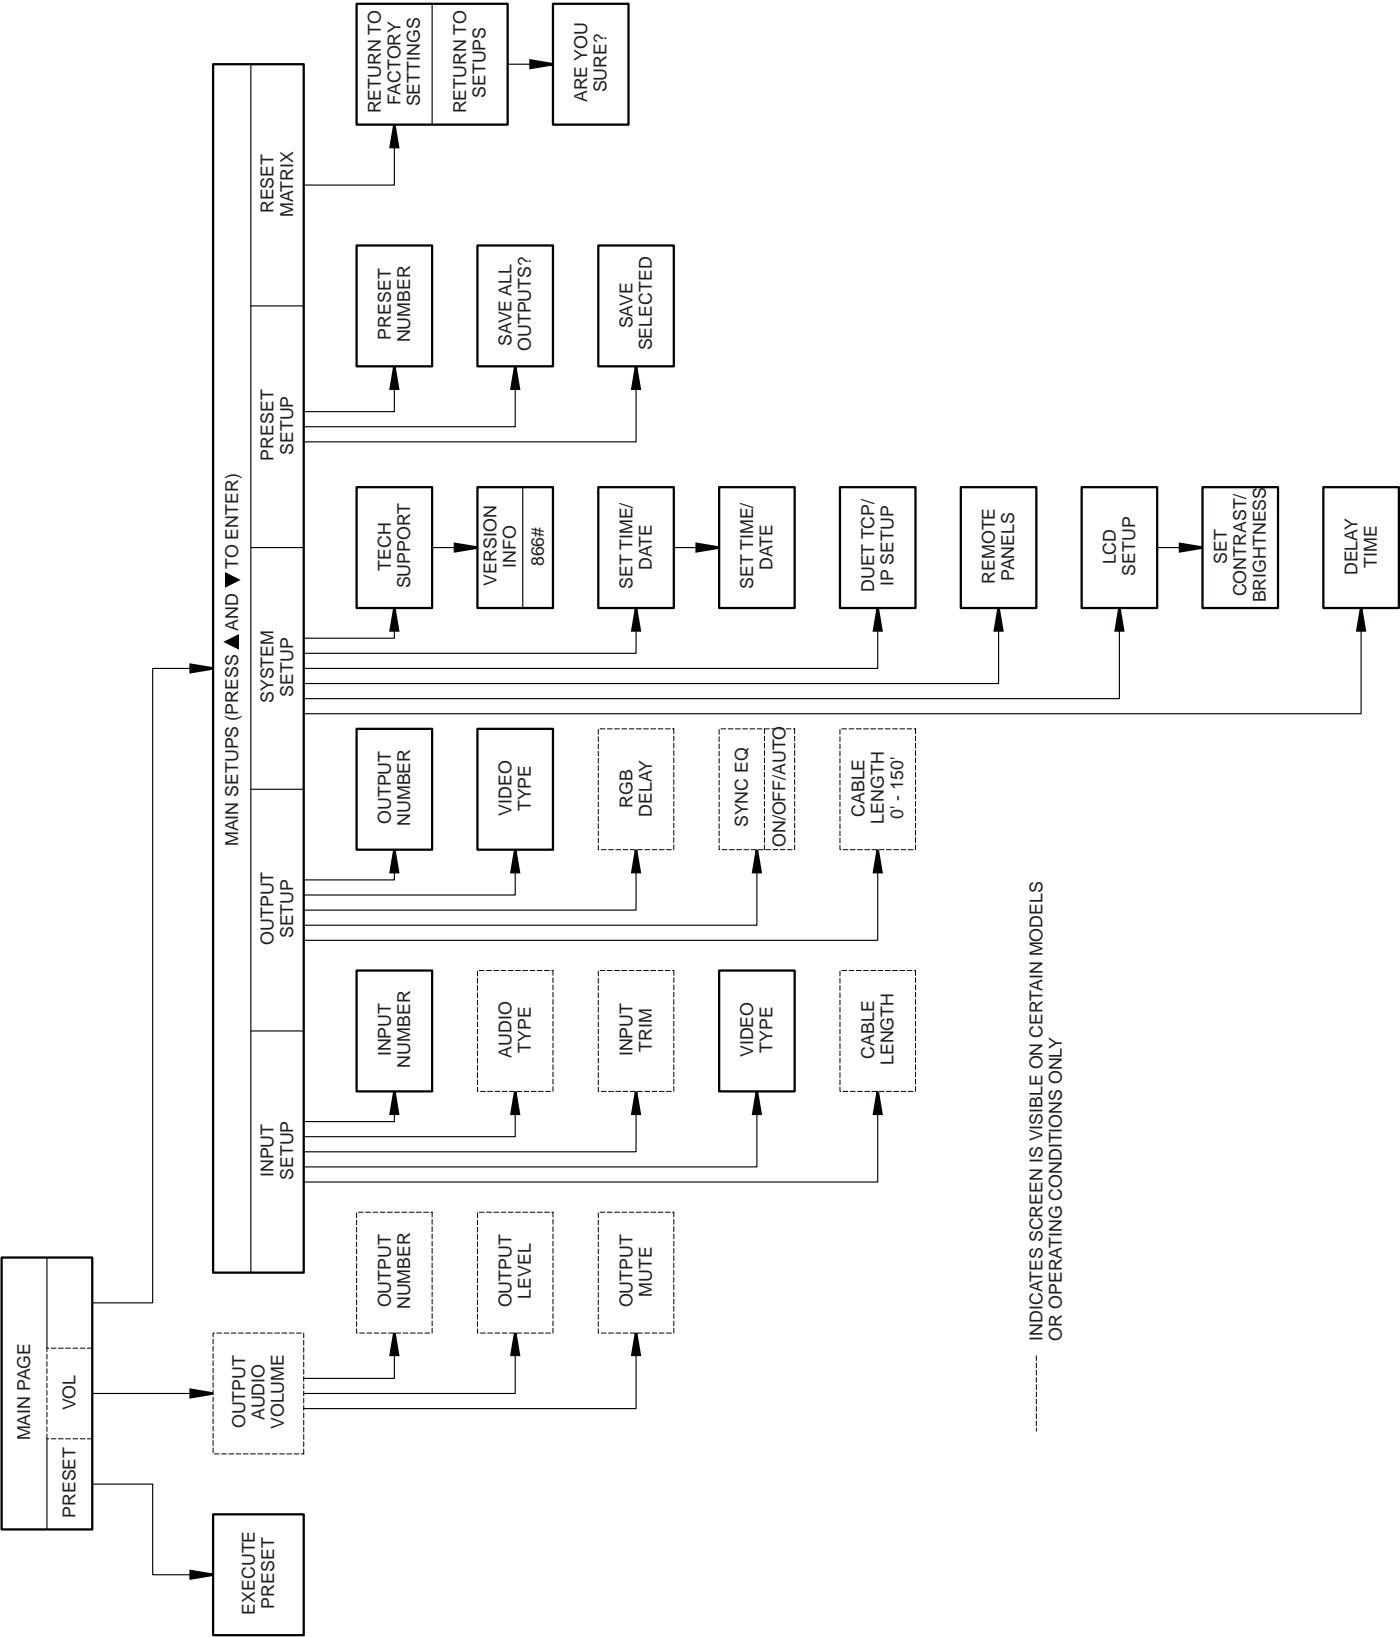 MAIN PAGE
PRESET
VOL
EXECUTE
PRESET
OUTPUT
AUDIO
VOLUME
OUTPUT
NUMBER
OUTPUT
LEVEL
OUTPUT
MUTE
MAIN SETUPS (PRESS ▲ AND ▼ TO ENTER)
INPUT
SETUP
OUTPUT
SETUP
SYSTEM
SETUP
PRESET
SETUP
RESET
MATRIX
INPUT
NUMBER
AUDIO
TYPE
INPUT
TRIM
VIDEO
TYPE
CABLE
LENGTH
OUTPUT
NUMBER
VIDEO
TYPE
RGB
DELAY
SYNC EQ
ON/OFF/AUTO
CABLE
LENGTH
0' - 150'
TECH
SUPPORT
VERSION
INFO
866#
SET TIME/
DATE
SET TIME/
DATE
DUET TCP/
IP SETUP
REMOTE
PANELS
LCD
SETUP
SET
CONTRAST/
BRIGHTNESS
DELAY
TIME
PRESET
NUMBER
SAVE ALL
OUTPUTS?
SAVE
SELECTED
RETURN TO
FACTORY
SETTINGS
RETURN TO
SETUPS
ARE YOU
SURE?
INDICATES SCREEN IS VISIBLE ON CERTAIN MODELS
OR OPERATING CONDITIONS ONLY